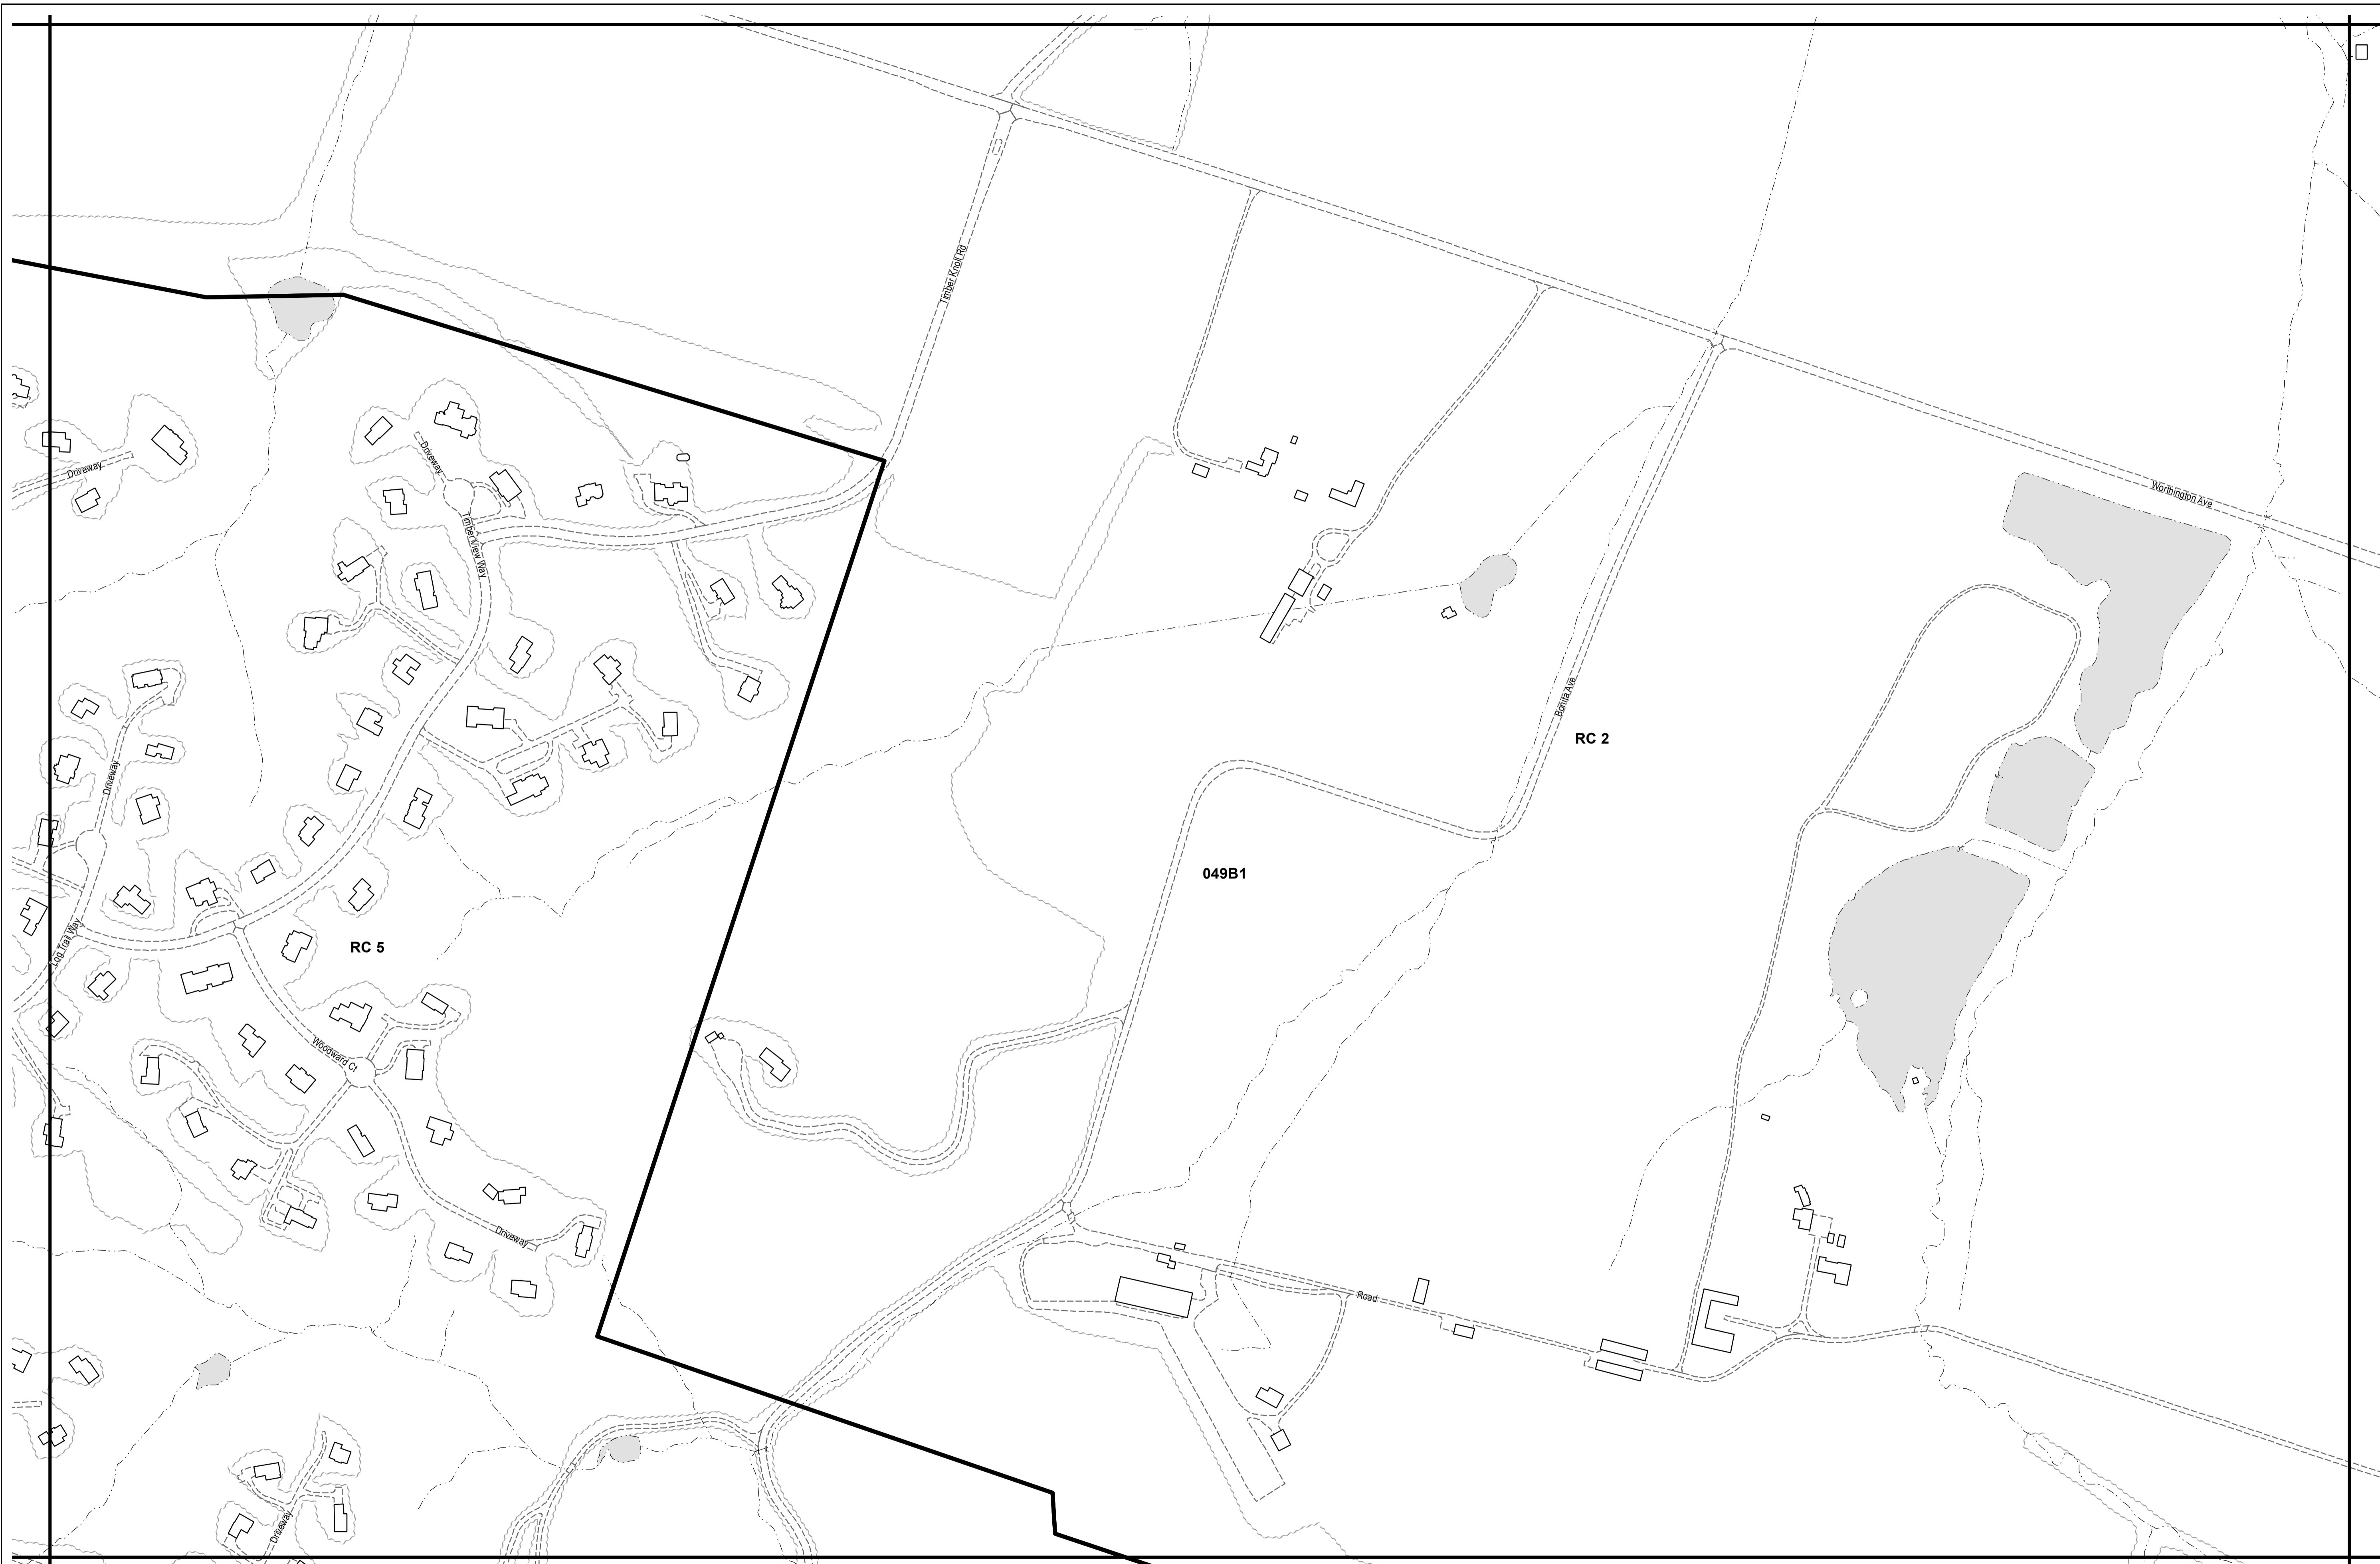 Timber Knoll Rd
Driveway
Driveway
Worthington Ave
Timber View Way
Bonita Ave
RC 2
Driveway
049B1
Log Trail Way
RC 5
Woodward Ct
Driveway
Road
Driveway